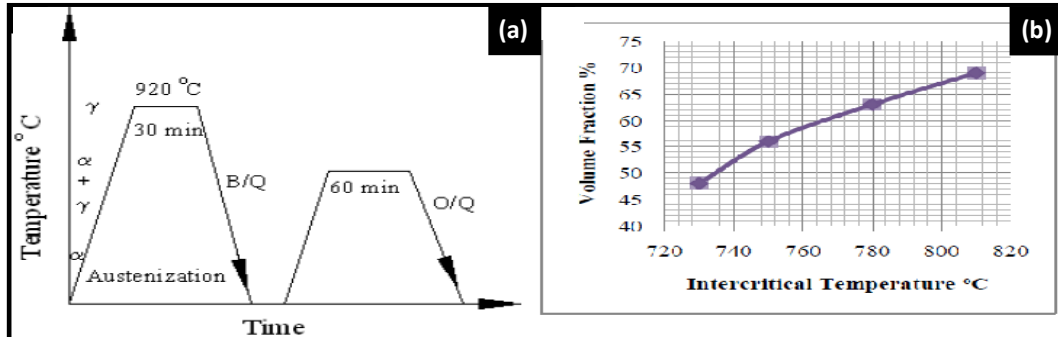 (a)
Temperature °C
γ
α
+
γ
α
920 °C
30 min
B/Q
60 min
O/Q
Austenization
Time
(b)
Volume Fraction %
75
70
65
60
55
50
45
40
720 740 760 780 800 820
Intercritical Temperature °C